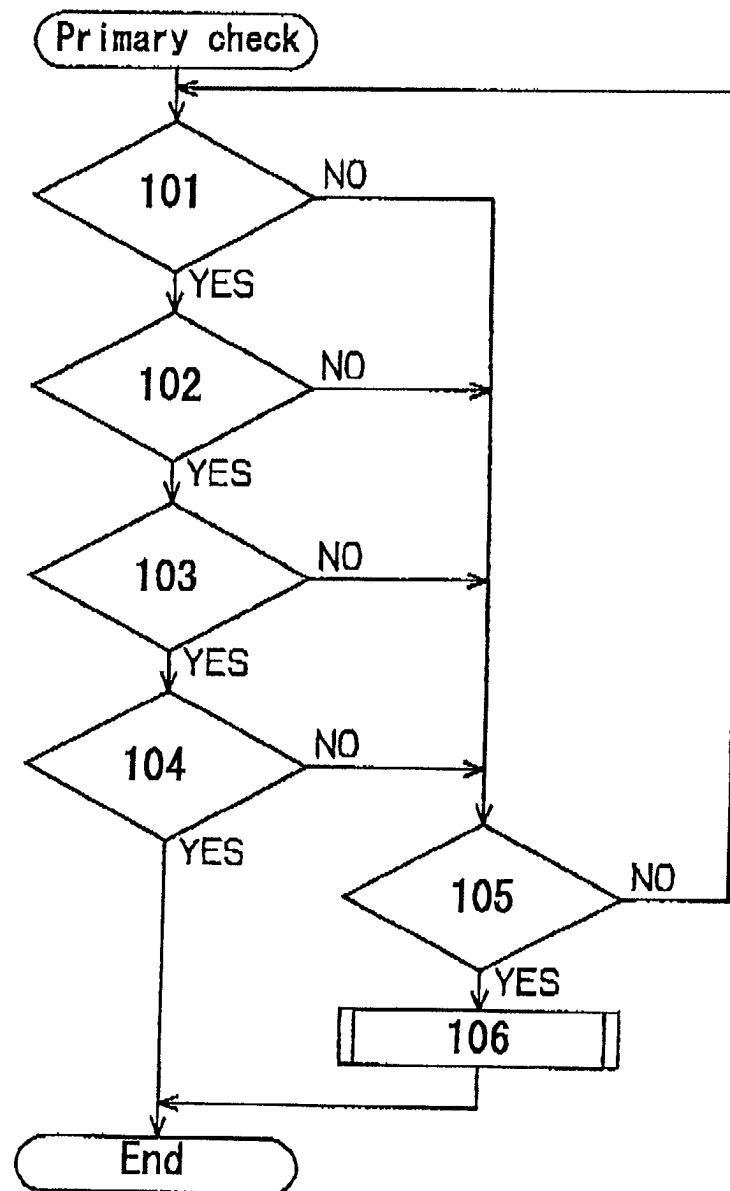 Primary check
101
NO
YES
102
NO
YES
103
NO
YES
104
NO
YES
105
NO
YES
106
End